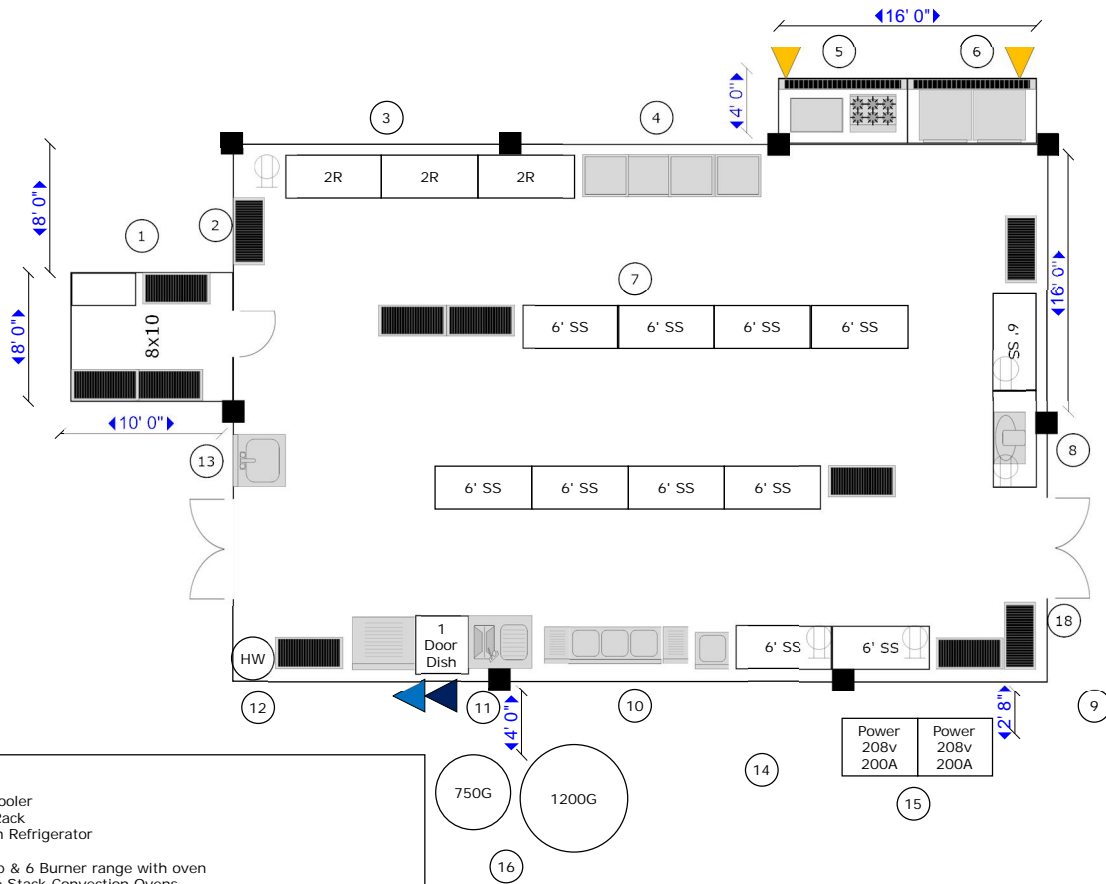 16' 0"
5
6
4' 0"
3
4
2R
2R
2R
8' 0"
2
1
16' 0"
7
8' 0"
8x10
6' SS
6' SS
6' SS
6' SS
6' SS
10' 0"
13
8
6' SS
6' SS
6' SS
6' SS
18
1
Door
Dish
6' SS
6' SS
HW
12
11
10
9
4' 0"
2' 8"
Power
208v
200A
Power
208v
200A
14
750G
1200G
15
16
Refrigerator
& 6 Burner range with oven
Stack Convection Ovens